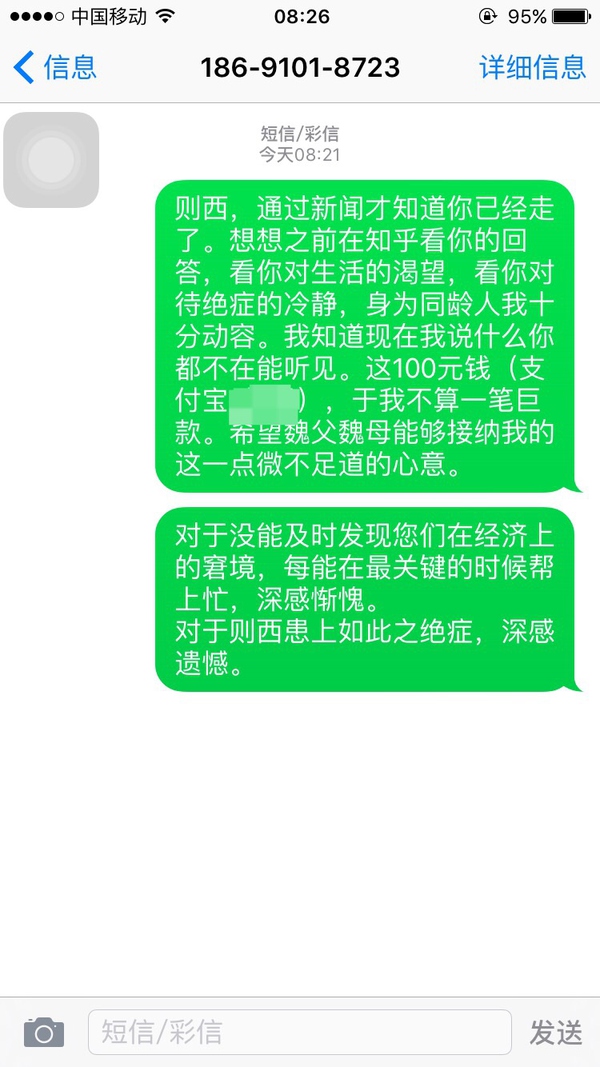 中国移动 08:26 95%
信息 186-9101-8723 详细信息
短信/彩信
今天08:21
则西，通过新闻才知道你已经走
了。想想之前在知乎看你的回
答，看你对生活的渴望，看你对
待绝症的冷静，身为同龄人我十
分动容。我知道现在我说什么你
都不在能听见。这100元钱（支
付宝），于我不算一笔巨
款。希望魏父魏母能够接纳我的
这一点微不足道的心意。
对于没能及时发现您们在经济上
的窘境，每能在最关键的时候帮
上忙，深感惭愧。
对于则西患上如此之绝症，深感
遗憾。
短信/彩信 发送